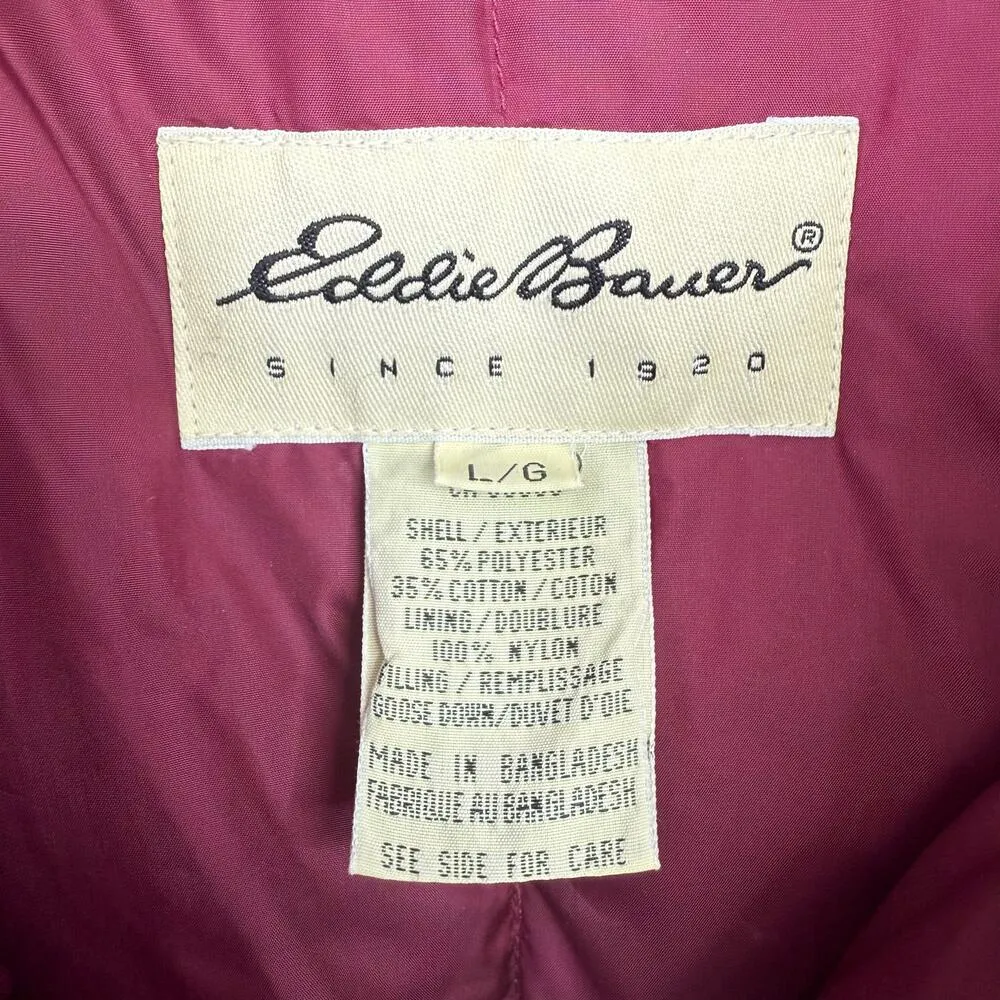 Eddie Bauer®
SINCE 1920
L/G
SHELL / EXTERIEUR
65% POLYESTER
35% COTTON / COTON
LINING / DOUBLURE
100% NYLON
FILLING / REMPLISSAGE
GOOSE DOWN/DUVET D'OIE
MADE IN BANGLADESH
FABRIQUE AU BANGLADESH
SEE SIDE FOR CARE